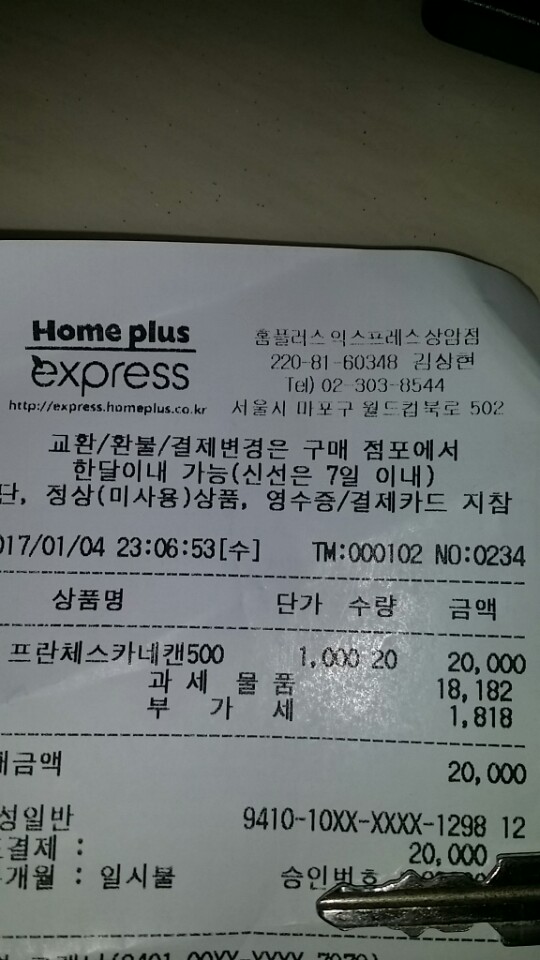 Home plus
express
http://express.homeplus.co.kr
홈플러스익스프레스상암점
220-81-60348 김상현
Tel) 02-303-8544
서울시 마포구 월드컵북로 502
교환/환불/결제변경은 구매 점포에서
한달이내 가능(신선은 7일 이내)
단, 정상(미사용)상품, 영수증/결제카드 지참
017/01/04 23:06:53[수] TM:000102 NO:0234
상품명 단가 수량 금액
프란체스카네캔500 1,000 20 20,000
과 세 물 품 18,182
부 가 세 1,818
금액 20,000
성일반 9410-10XX-XXXX-1298 12
결제 : 20,000
개월 : 일시불 승인번호